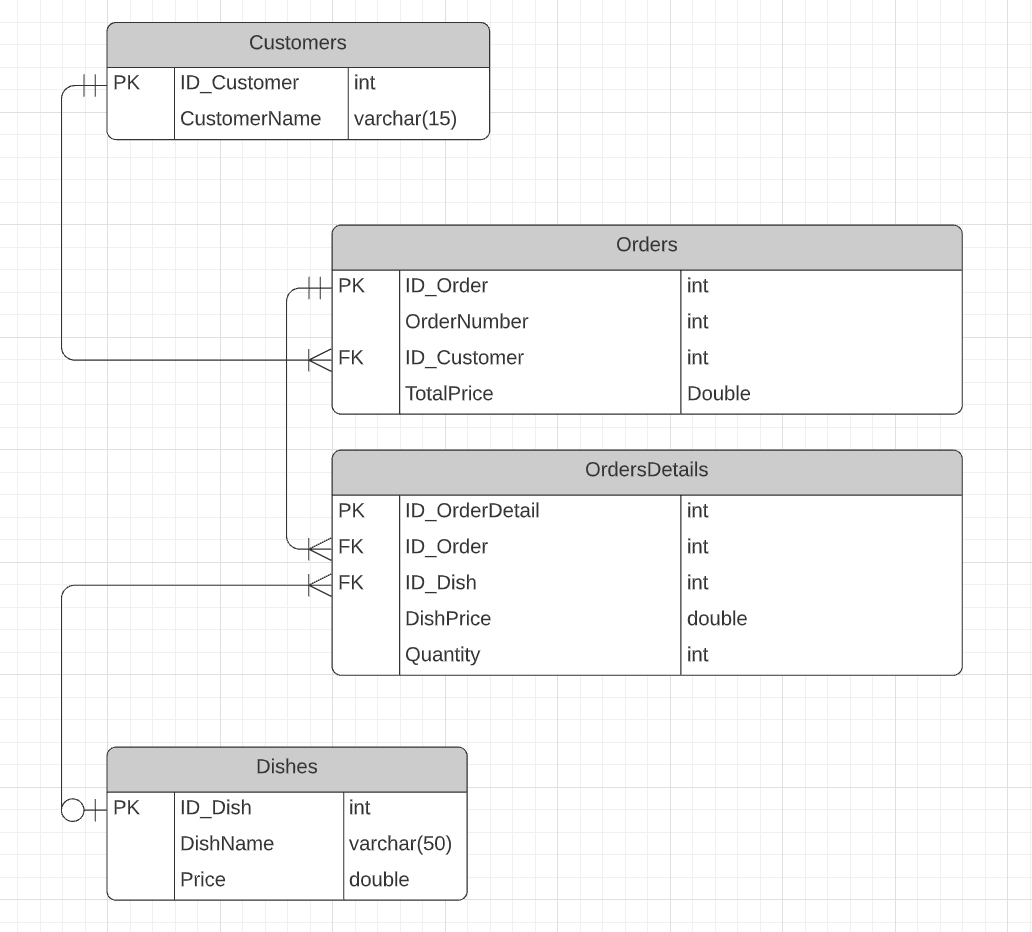 Customers
PK ID_Customer int
CustomerName varchar(15)
Orders
PK ID_Order int
OrderNumber int
FK ID_Customer int
TotalPrice Double
OrdersDetails
PK ID_OrderDetail int
FK ID_Order int
FK ID_Dish int
DishPrice double
Quantity int
Dishes
PK ID_Dish int
DishName varchar(50)
Price double